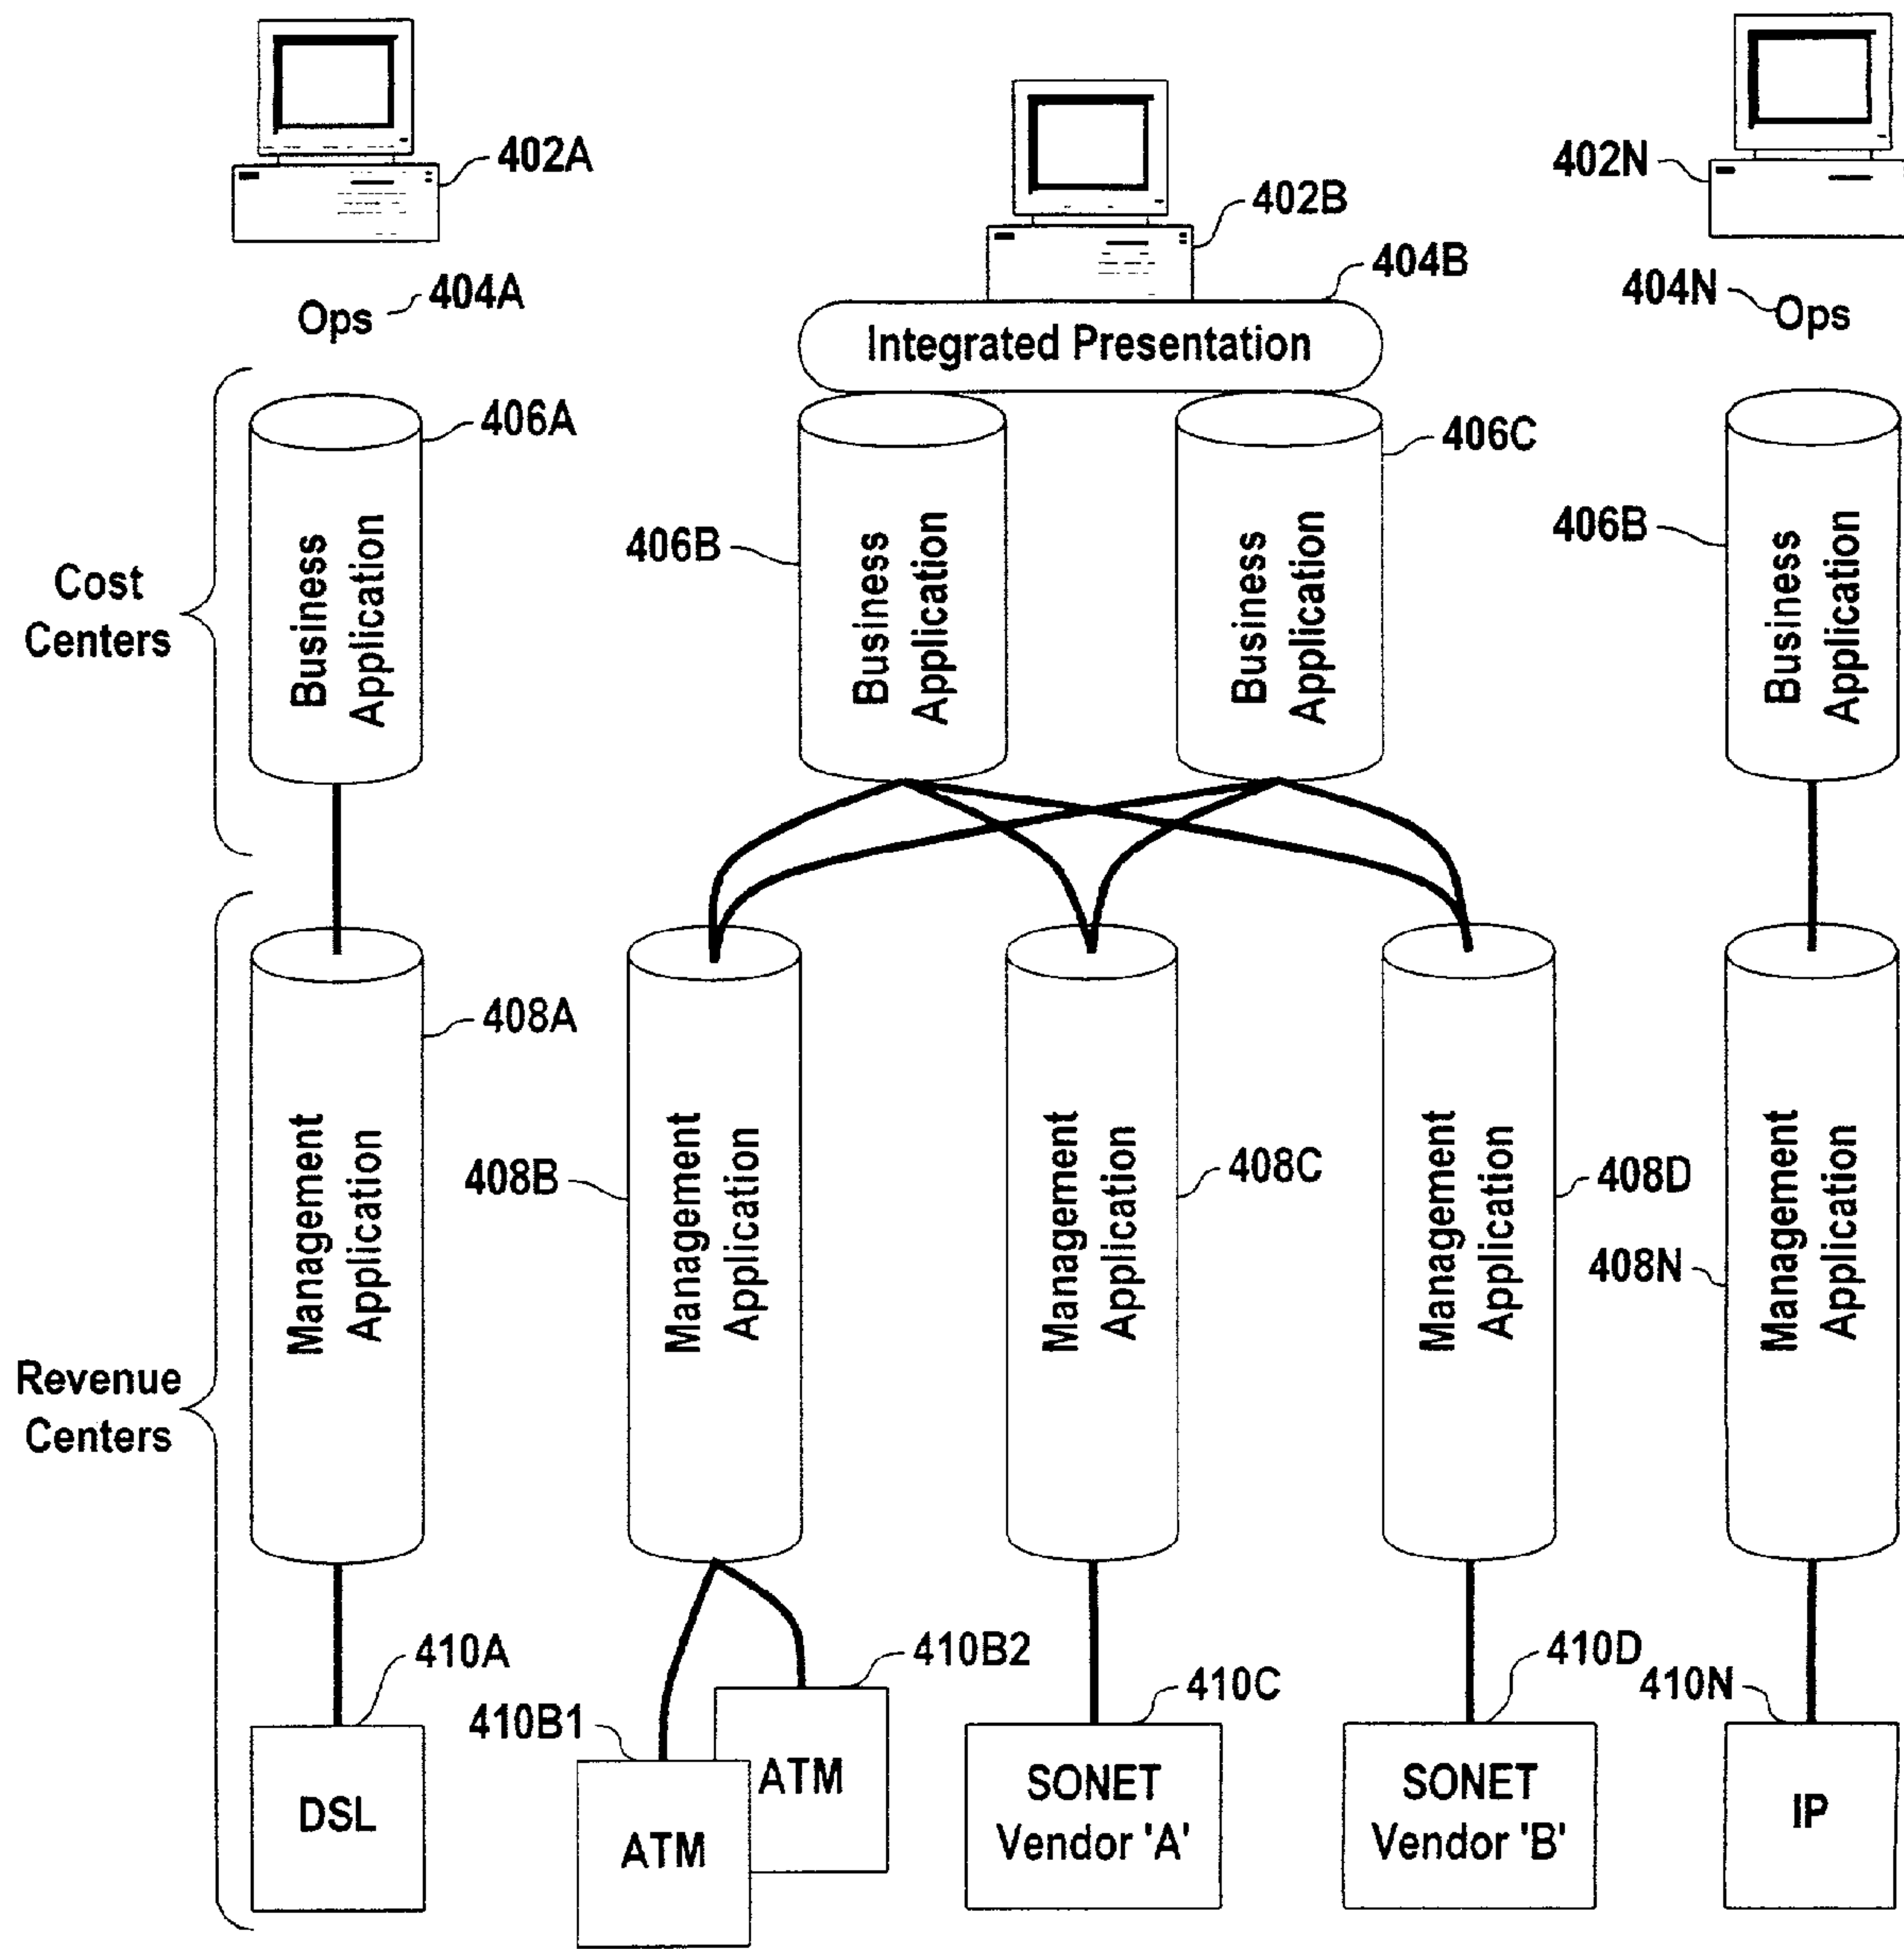 402A
402B
402N
404A
Ops
404B
404N
Ops
Integrated Presentation
Cost
Centers
406A
Business
Application
406B
Business
Application
406C
Business
Application
406B
Business
Application
Revenue
Centers
408A
Management
Application
408B
Management
Application
408C
Management
Application
408D
Management
Application
408N
Management
Application
410A
DSL
410B1
ATM
410B2
ATM
410C
SONET
Vendor 'A'
410D
SONET
Vendor 'B'
410N
IP